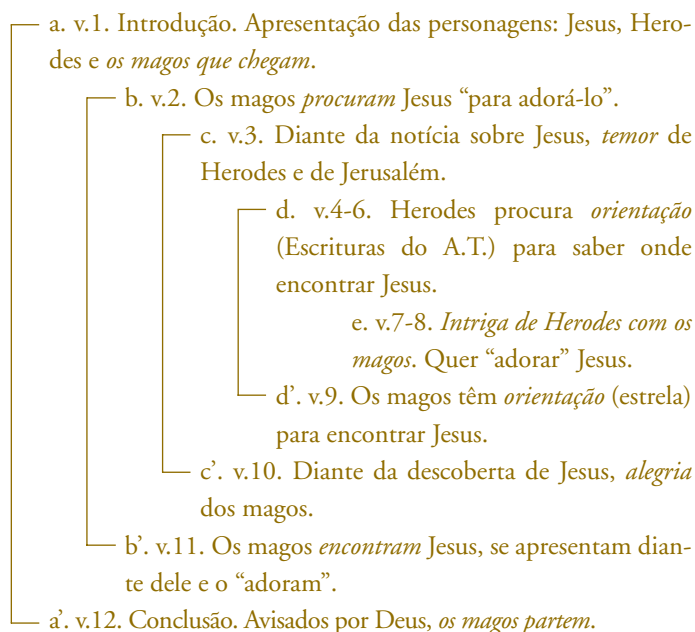 a. v.1. Introdução. Apresentação das personagens: Jesus, Hero-
des e os magos que chegam.
b. v.2. Os magos procuram Jesus “para adorá-lo”.
c. v.3. Diante da notícia sobre Jesus, temor de
Herodes e de Jerusalém.
d. v.4-6. Herodes procura orientação
(Escrituras do A.T.) para saber onde
encontrar Jesus.
e. v.7-8. Intriga de Herodes com os
magos. Quer “adorar” Jesus.
d’. v.9. Os magos têm orientação (estrela)
para encontrar Jesus.
c’. v.10. Diante da descoberta de Jesus, alegria
dos magos.
b’. v.11. Os magos encontram Jesus, se apresentam dian-
te dele e o “adoram”.
a’. v.12. Conclusão. Avisados por Deus, os magos partem.